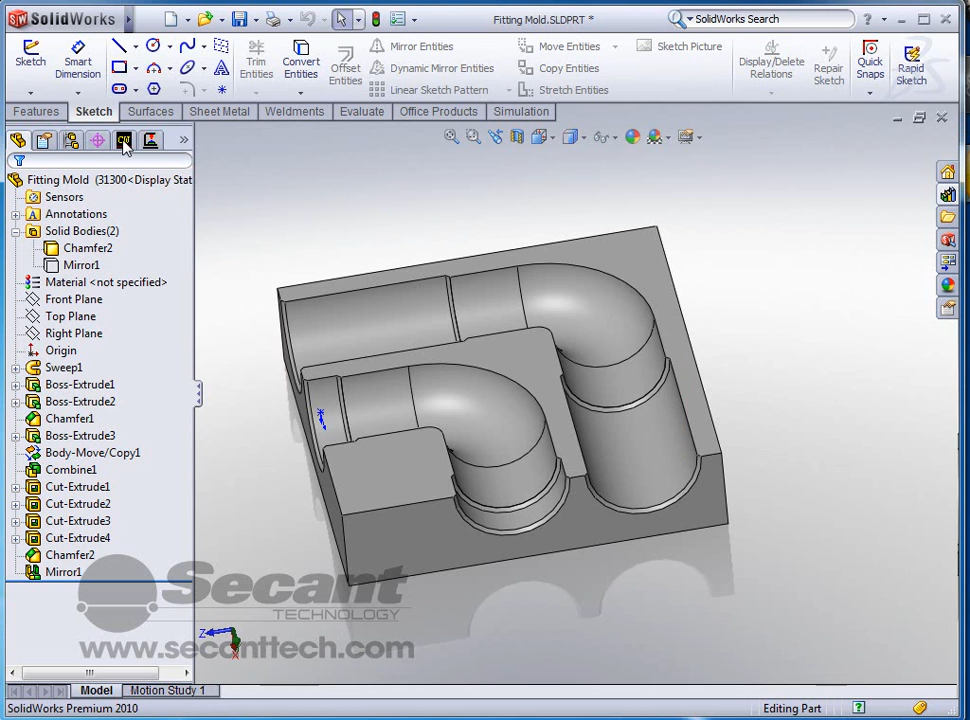 SolidWorks
Fitting Mold.SLDPRT *
SolidWorks Search
?
Sketch
Smart Dimension
Trim Entities
Convert Entities
Offset Entities
Mirror Entities
Dynamic Mirror Entities
Linear Sketch Pattern
Move Entities
Copy Entities
Stretch Entities
Sketch Picture
Display/Delete Relations
Repair Sketch
Quick Snaps
Rapid Sketch
Features
Sketch
Surfaces
Sheet Metal
Weldments
Evaluate
Office Products
Simulation
Fitting Mold (31300<Display Stat
Sensors
Annotations
Solid Bodies(2)
Chamfer2
Mirror1
Material <not specified>
Front Plane
Top Plane
Right Plane
Origin
Sweep1
Boss-Extrude1
Boss-Extrude2
Chamfer1
Boss-Extrude3
Body-Move/Copy1
Combine1
Cut-Extrude1
Cut-Extrude2
Cut-Extrude3
Cut-Extrude4
Chamfer2
Mirror1
Secant
TECHNOLOGY
www.secanttech.com
Z
X
Model
Motion Study 1
SolidWorks Premium 2010
Editing Part
?